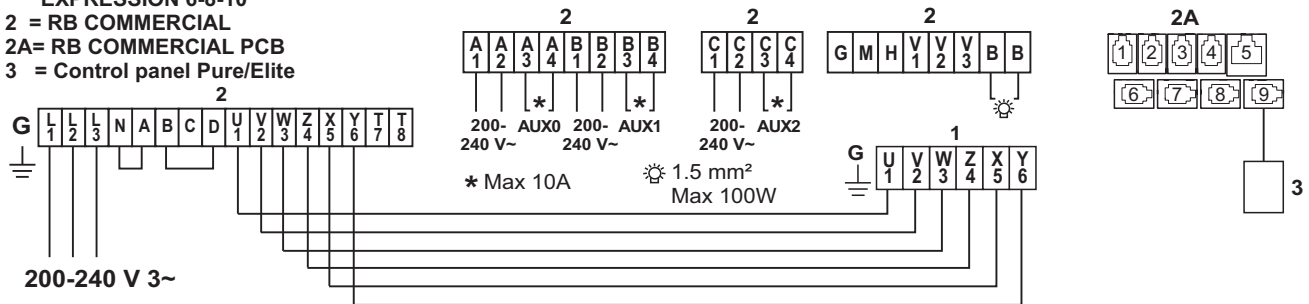 EXPRESSION 6-8-10
2 = RB COMMERCIAL
2A= RB COMMERCIAL PCB
3 = Control panel Pure/Elite
2
G L1 L2 L3 N A B C D U1 V2 W3 Z4 X5 Y6 T7 T8
200-240 V 3~
2
A1 A2 A3 A4 B1 B2 B3 B4
* *
200-240 V~ AUX0 200-240 V~ AUX1
2
C1 C2 C3 C4
*
200-240 V~ AUX2
* Max 10A
1.5 mm²
Max 100W
2
G M H V1 V2 V3 B B
1
G U1 V2 W3 Z4 X5 Y6
2A
1 2 3 4 5
6 7 8 9
3